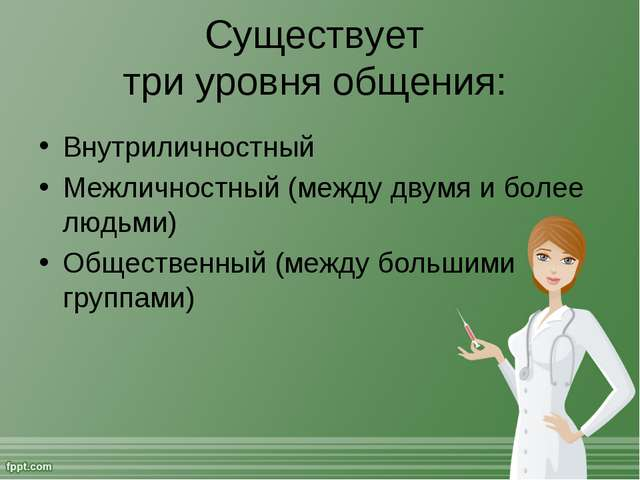 Существует
три уровня общения:
• Внутриличностный
• Межличностный (между двумя и более
людьми)
• Общественный (между большими
группами)
fppt.com